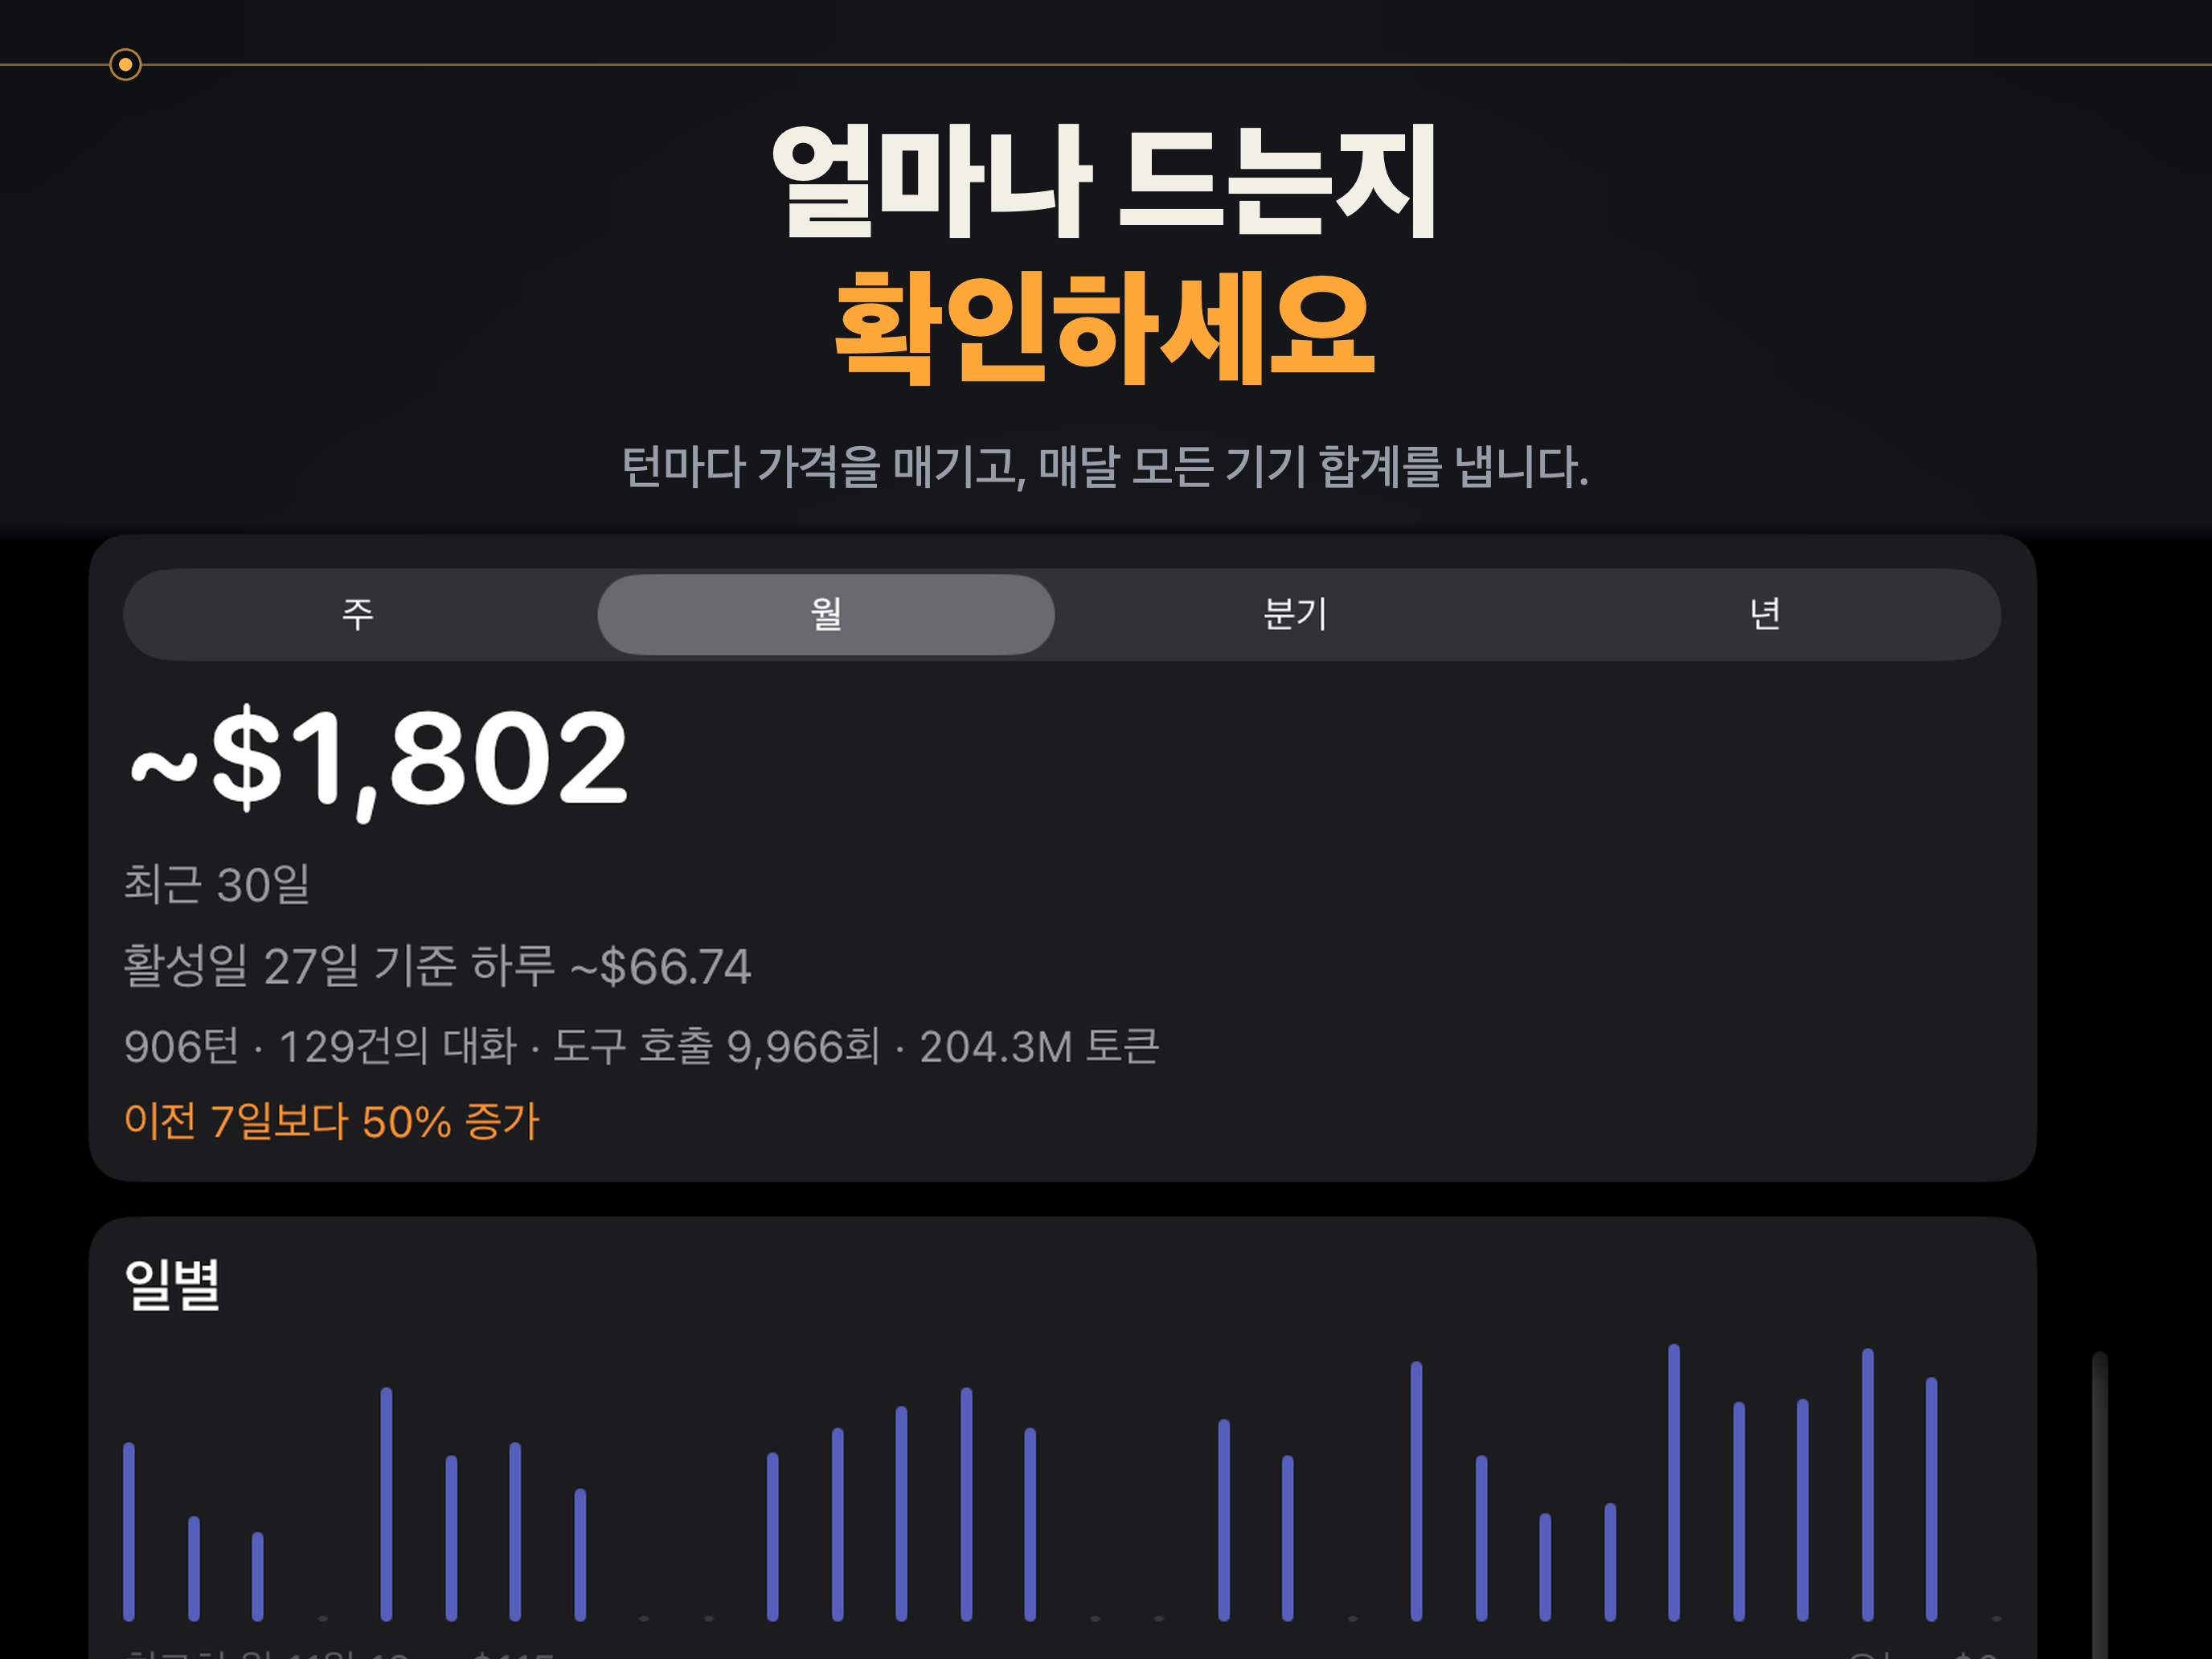 얼마나 드는지
확인하세요
턴마다 가격을 매기고, 매달 모든 기기 합계를 냅니다.
주 월 분기 년
~$1,802
최근 30일
활성일 27일 기준 하루 ~$66.74
906턴 · 129건의 대화 · 도구 호출 9,966회 · 204.3M 토큰
이전 7일보다 50% 증가
일별